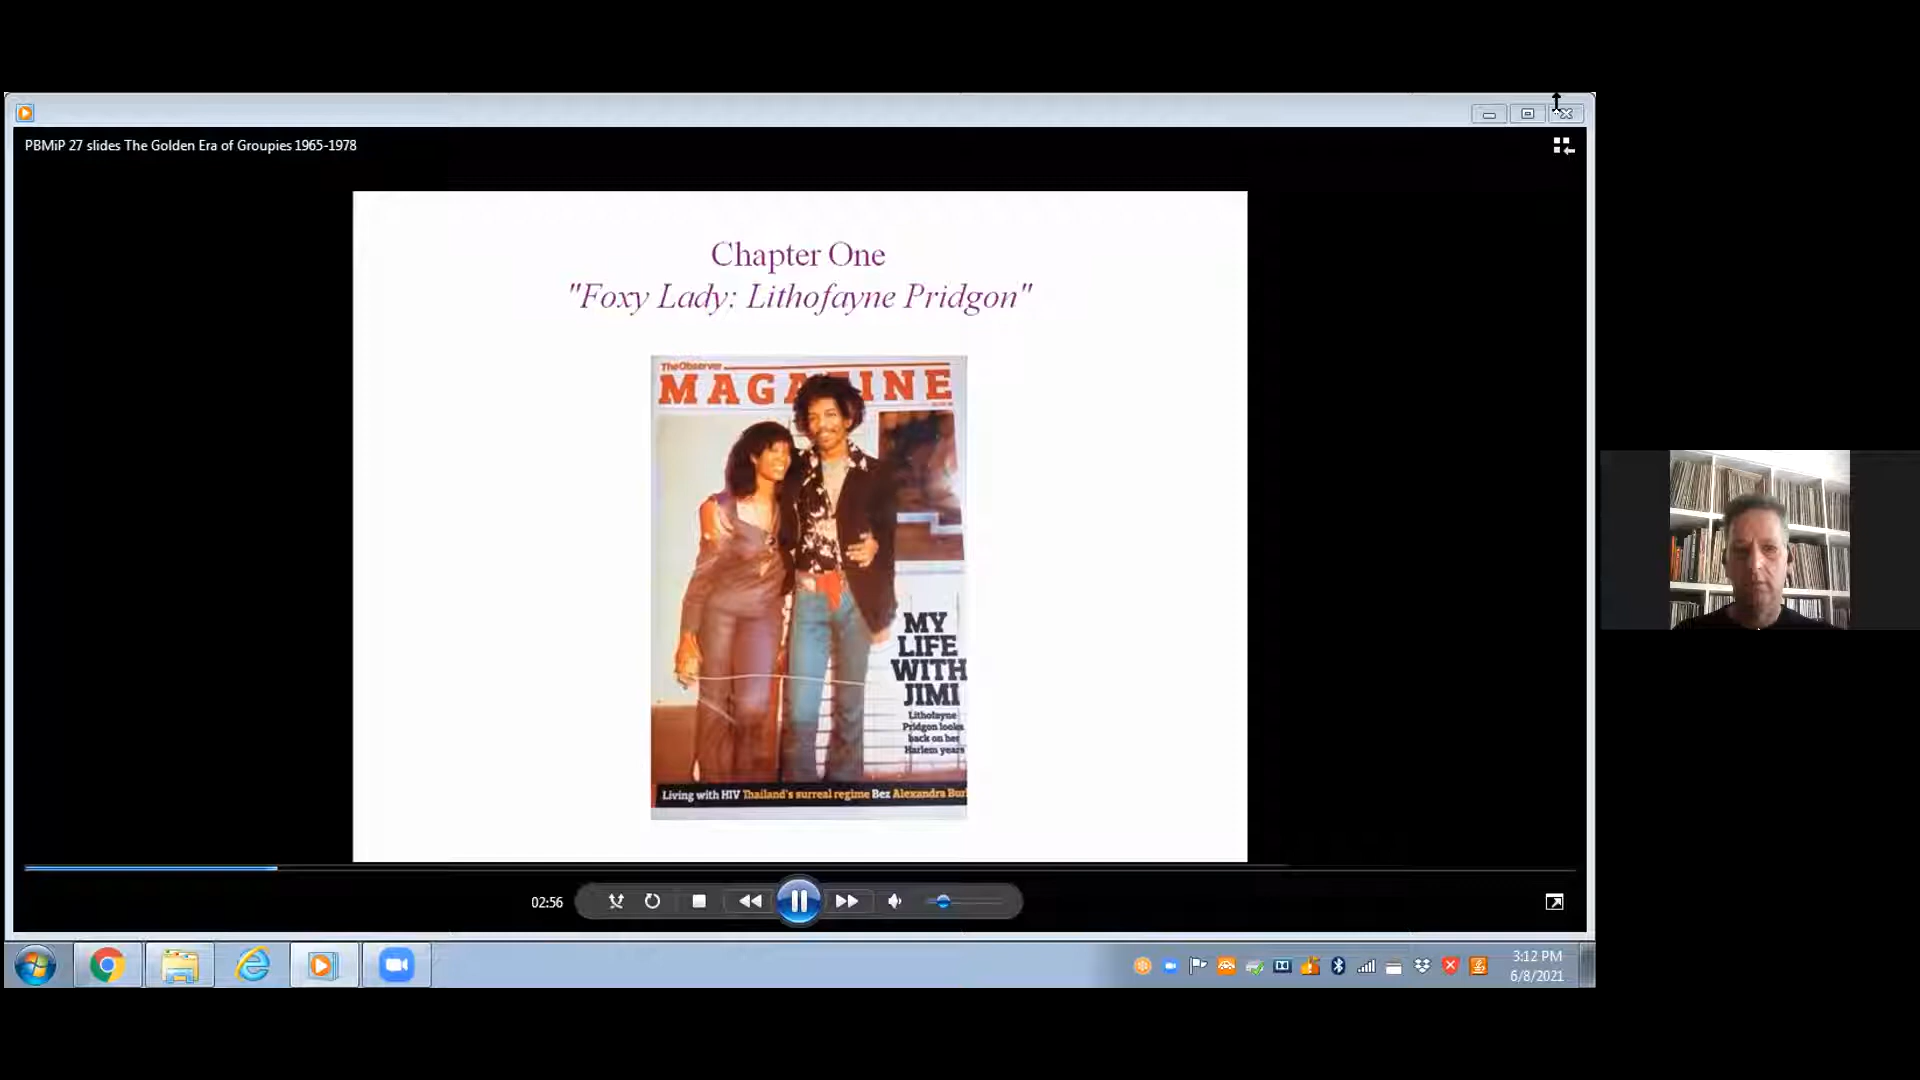 PBMiP 27 slides The Golden Era of Groupies 1965-1978
Chapter One
"Foxy Lady: Lithofayne Pridgon"
The Observer
MAGAZINE
MY
LIFE
WITH
JIMI
Lithofayne
Pridgon looks
back on her
Harlem years
Living with HIV Thailand's surreal regime Bez Alexandra Bur
02:56
3:12 PM
6/8/2021